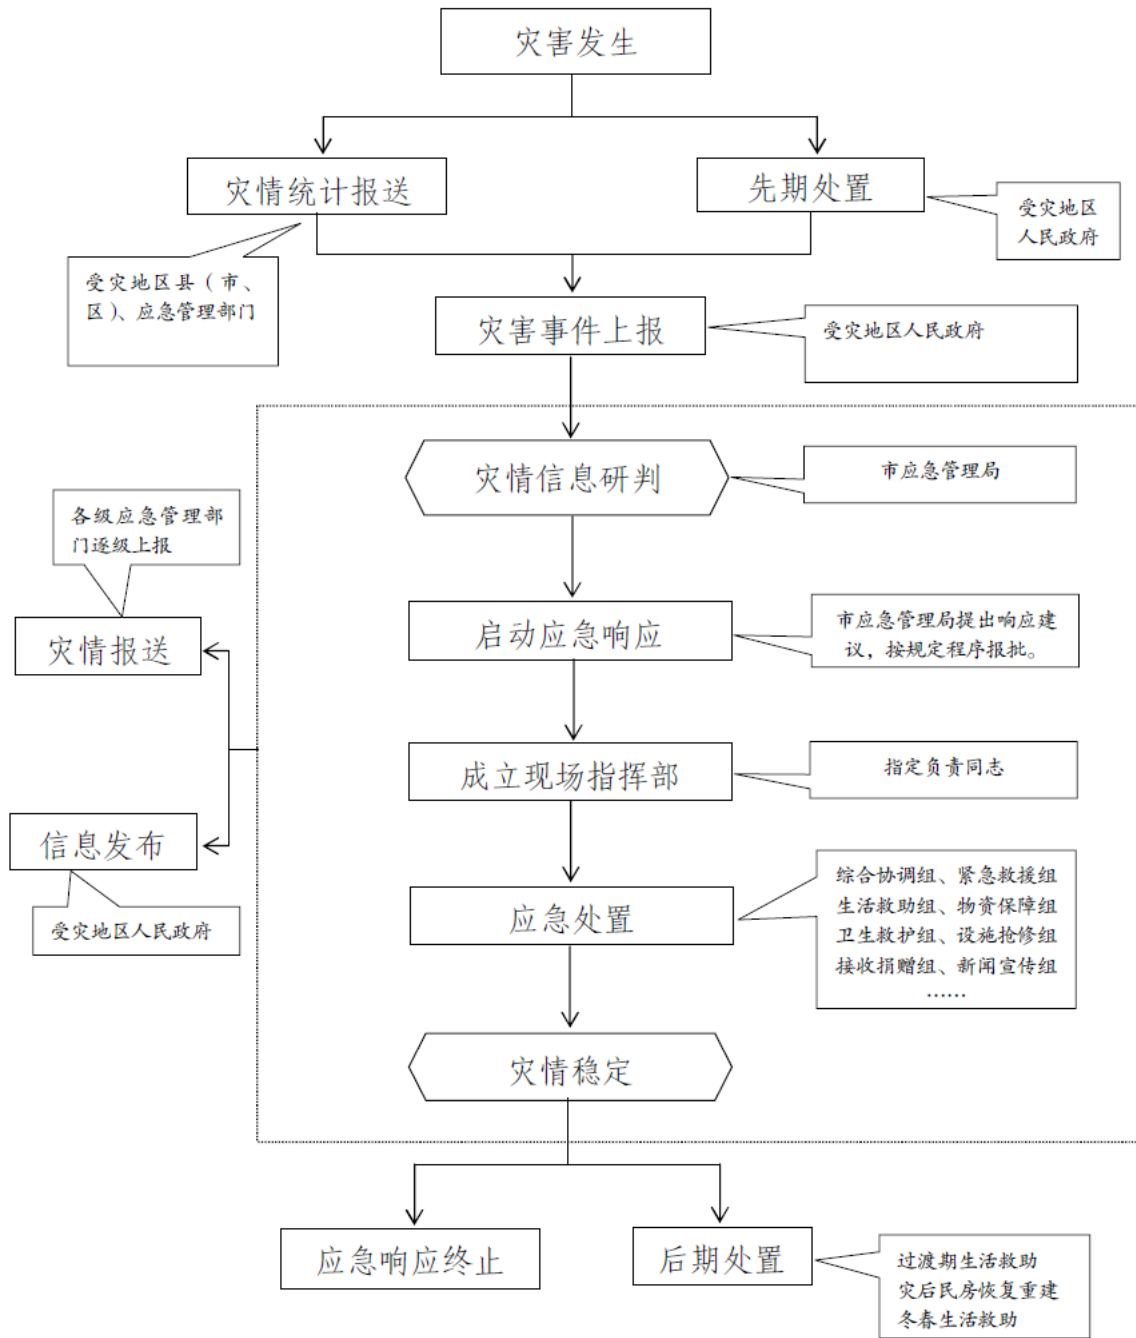 灾害发生
灾情统计报送
先期处置
受灾地区
人民政府
受灾地区县（市、
区）、应急管理部门
灾害事件上报
受灾地区人民政府
灾情信息研判
市应急管理局
各级应急管理部
门逐级上报
灾情报送
启动应急响应
市应急管理局提出响应建
议，按规定程序报批。
成立现场指挥部
指定负责同志
信息发布
受灾地区人民政府
应急处置
综合协调组、紧急救援组
生活救助组、物资保障组
卫生救护组、设施抢修组
接收捐赠组、新闻宣传组
……
灾情稳定
应急响应终止
后期处置
过渡期生活救助
灾后民房恢复重建
冬春生活救助